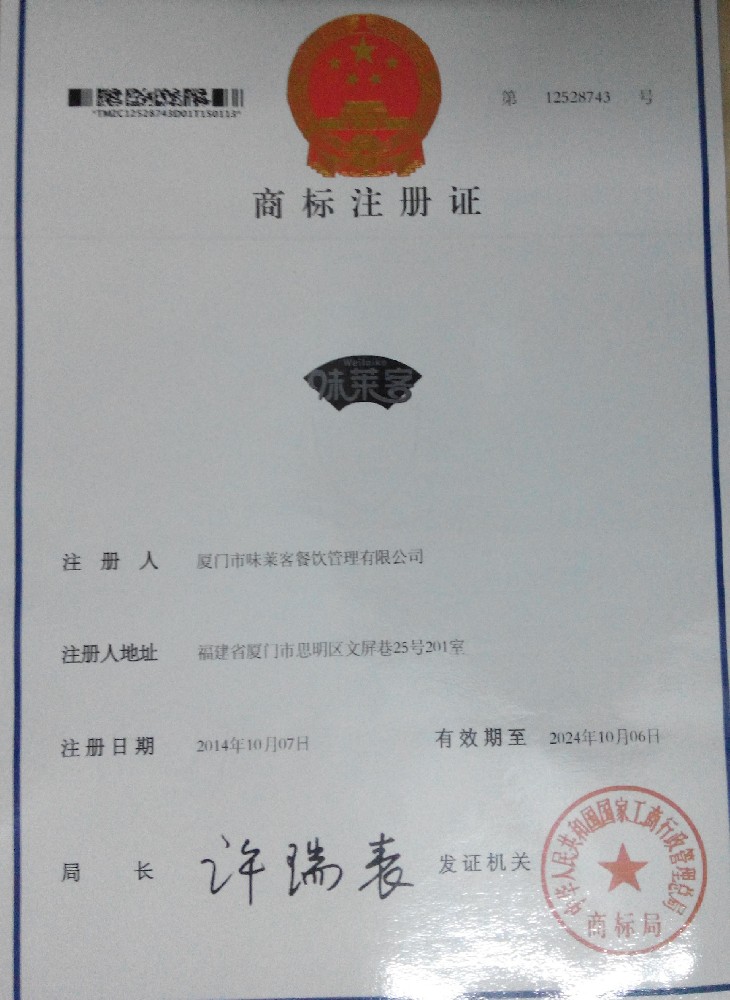 第 12528743 号
*TMZC12528743D01T150113*
商标注册证
Weilaike
味莱客
注册人 厦门市味莱客餐饮管理有限公司
注册人地址 福建省厦门市思明区文屏巷25号201室
注册日期 2014年10月07日 有效期至 2024年10月06日
局长 许瑞表 发证机关
中华人民共和国国家工商行政管理总局
商标局